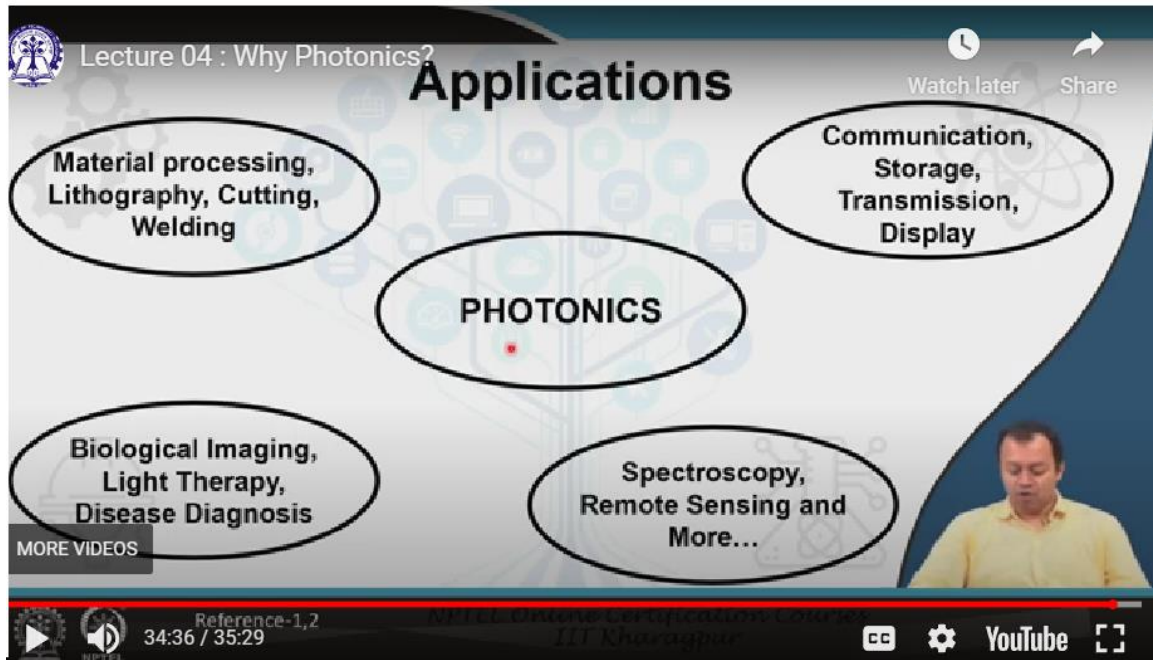 Lecture 04 : Why Photonics?
Watch later
Share
Applications
Material processing,
Lithography, Cutting,
Welding
Communication,
Storage,
Transmission,
Display
PHOTONICS
Biological Imaging,
Light Therapy,
Disease Diagnosis
Spectroscopy,
Remote Sensing and
More...
MORE VIDEOS
Reference-1,2
NPTEL Online Certification Courses
IIT Kharagpur
NPTEL
34:36 / 35:29
CC
YouTube